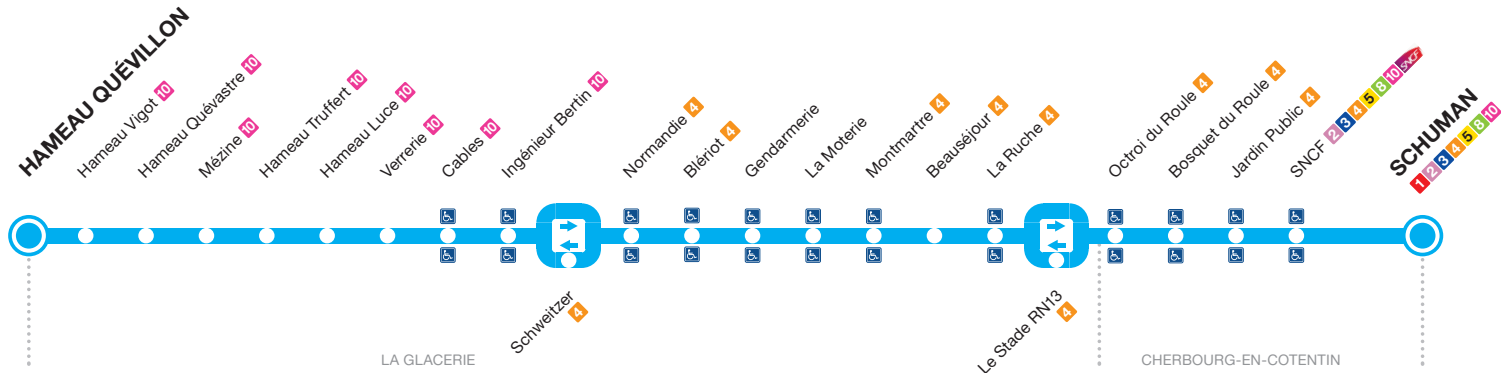 HAMEAU QUÉVILLON
Hameau Vigot 10
Hameau Quévastre 10
Mézine 10
Hameau Truffert 10
Hameau Luce 10
Verrerie 10
Cables 10
Ingénieur Bertin 10
Schweitzer 4
Normandie 4
Blériot 4
Gendarmerie
La Moterie
Montmartre 4
Beauséjour 4
La Ruche 4
Le Stade RN13 4
Octroi du Roule 4
Bosquet du Roule 4
Jardin Public 4
SNCF 2 3 4 5 8 10 SNCF
SCHUMAN
1 2 3 4 5 8 10
LA GLACERIE
CHERBOURG-EN-COTENTIN